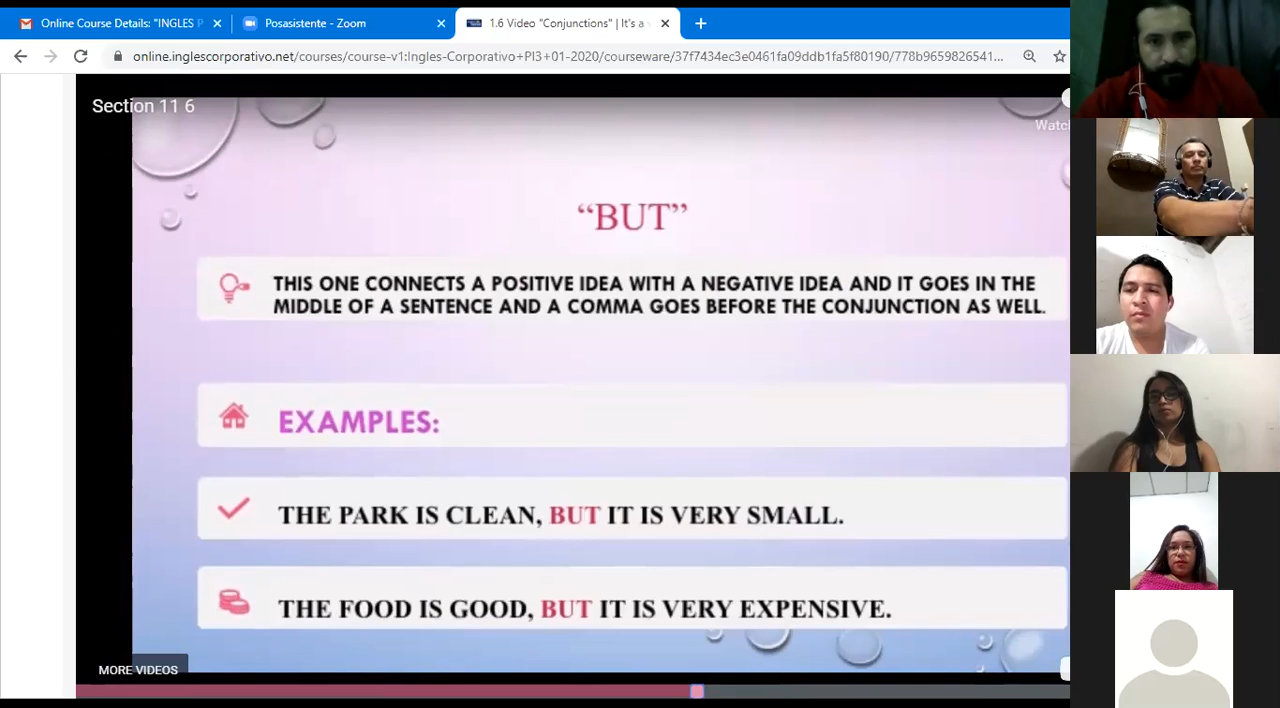 Online Course Details: "INGLES P
Posasistente - Zoom
1.6 Video "Conjunctions" | It's a
online.inglescorporativo.net/courses/course-v1:Ingles-Corporativo+PI3+01-2020/courseware/37f7434ec3e0461fa09ddb1fa5f80190/778b9659826541...
Section 11 6
Watch
"BUT"
THIS ONE CONNECTS A POSITIVE IDEA WITH A NEGATIVE IDEA AND IT GOES IN THE
MIDDLE OF A SENTENCE AND A COMMA GOES BEFORE THE CONJUNCTION AS WELL.
EXAMPLES:
THE PARK IS CLEAN, BUT IT IS VERY SMALL.
THE FOOD IS GOOD, BUT IT IS VERY EXPENSIVE.
MORE VIDEOS